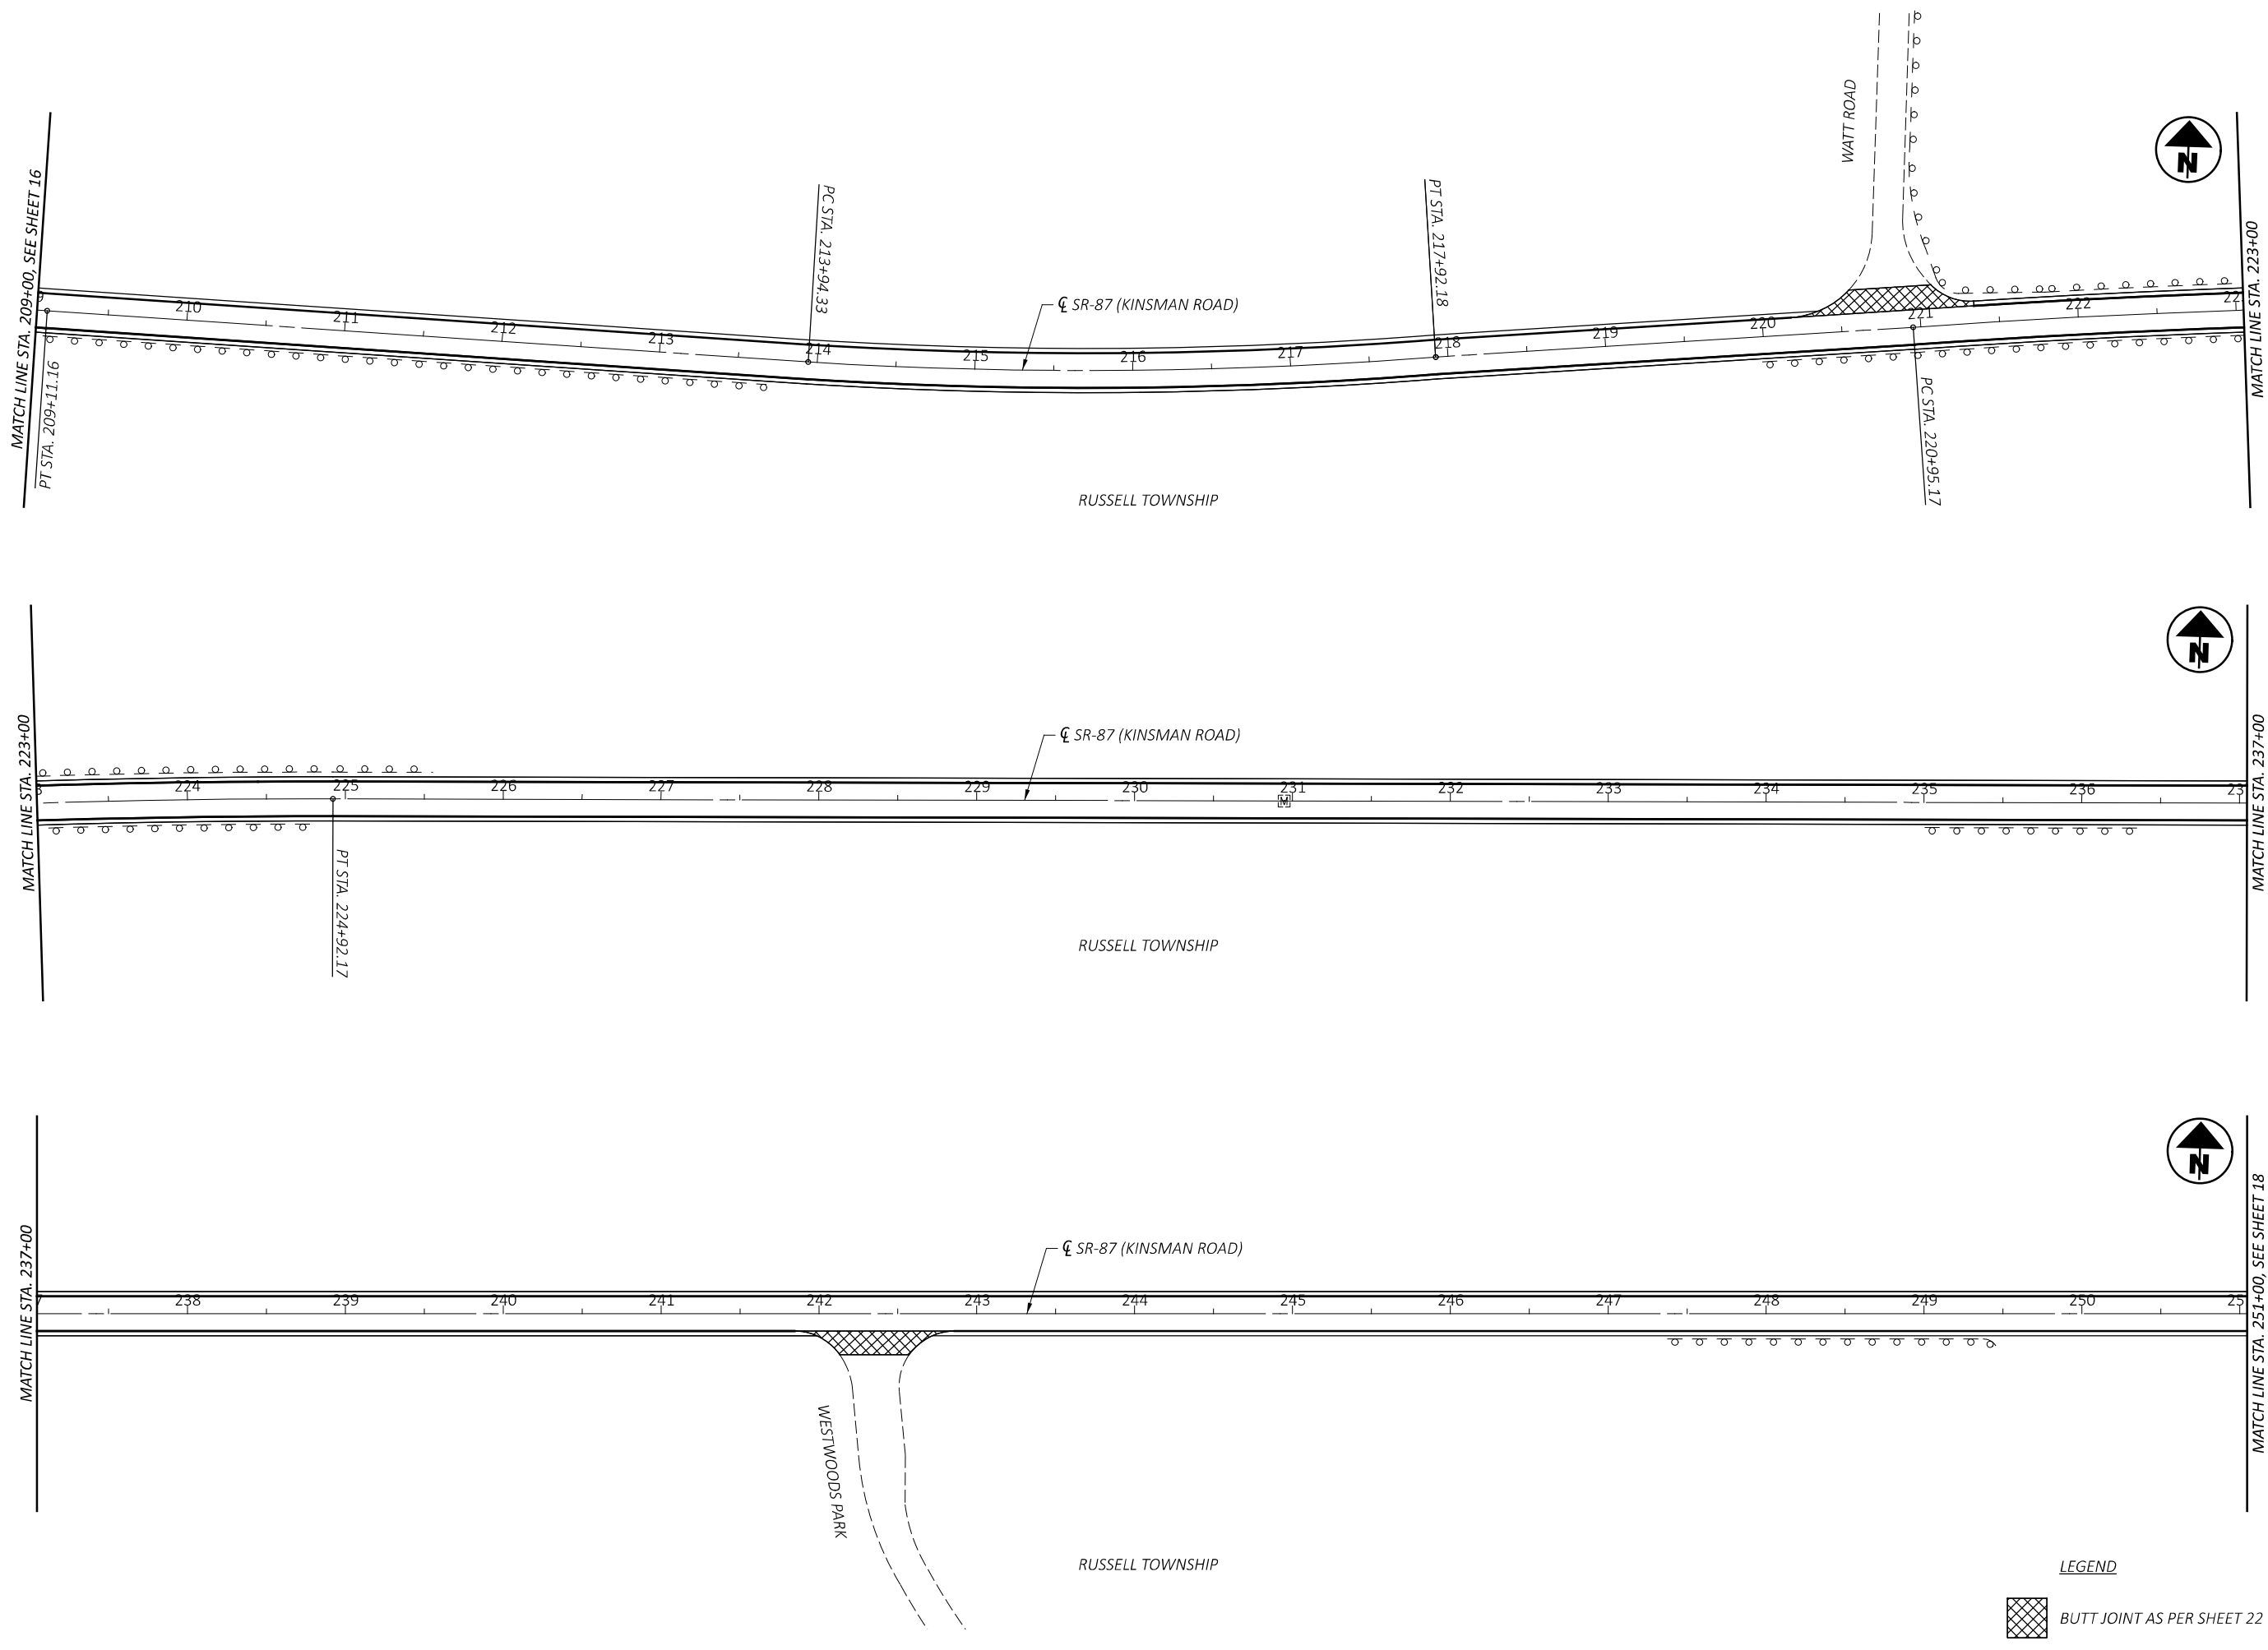 MATCH LINE STA. 209+00, SEE SHEET 16
PT STA. 209+11.16
9
210
211
212
213
214
215
216
217
218
219
220
221
222
22
PC STA. 213+94.33
℄ SR-87 (KINSMAN ROAD)
PT STA. 217+92.18
WATT ROAD
PC STA. 220+95.17
N
MATCH LINE STA. 223+00
RUSSELL TOWNSHIP
MATCH LINE STA. 223+00
3
224
225
226
227
228
229
230
231
232
233
234
235
236
23
PT STA. 224+92.17
℄ SR-87 (KINSMAN ROAD)
M
N
MATCH LINE STA. 237+00
RUSSELL TOWNSHIP
MATCH LINE STA. 237+00
7
238
239
240
241
242
243
244
245
246
247
248
249
250
25
℄ SR-87 (KINSMAN ROAD)
N
MATCH LINE STA. 251+00, SEE SHEET 18
WESTWOODS PARK
RUSSELL TOWNSHIP
LEGEND
BUTT JOINT AS PER SHEET 22